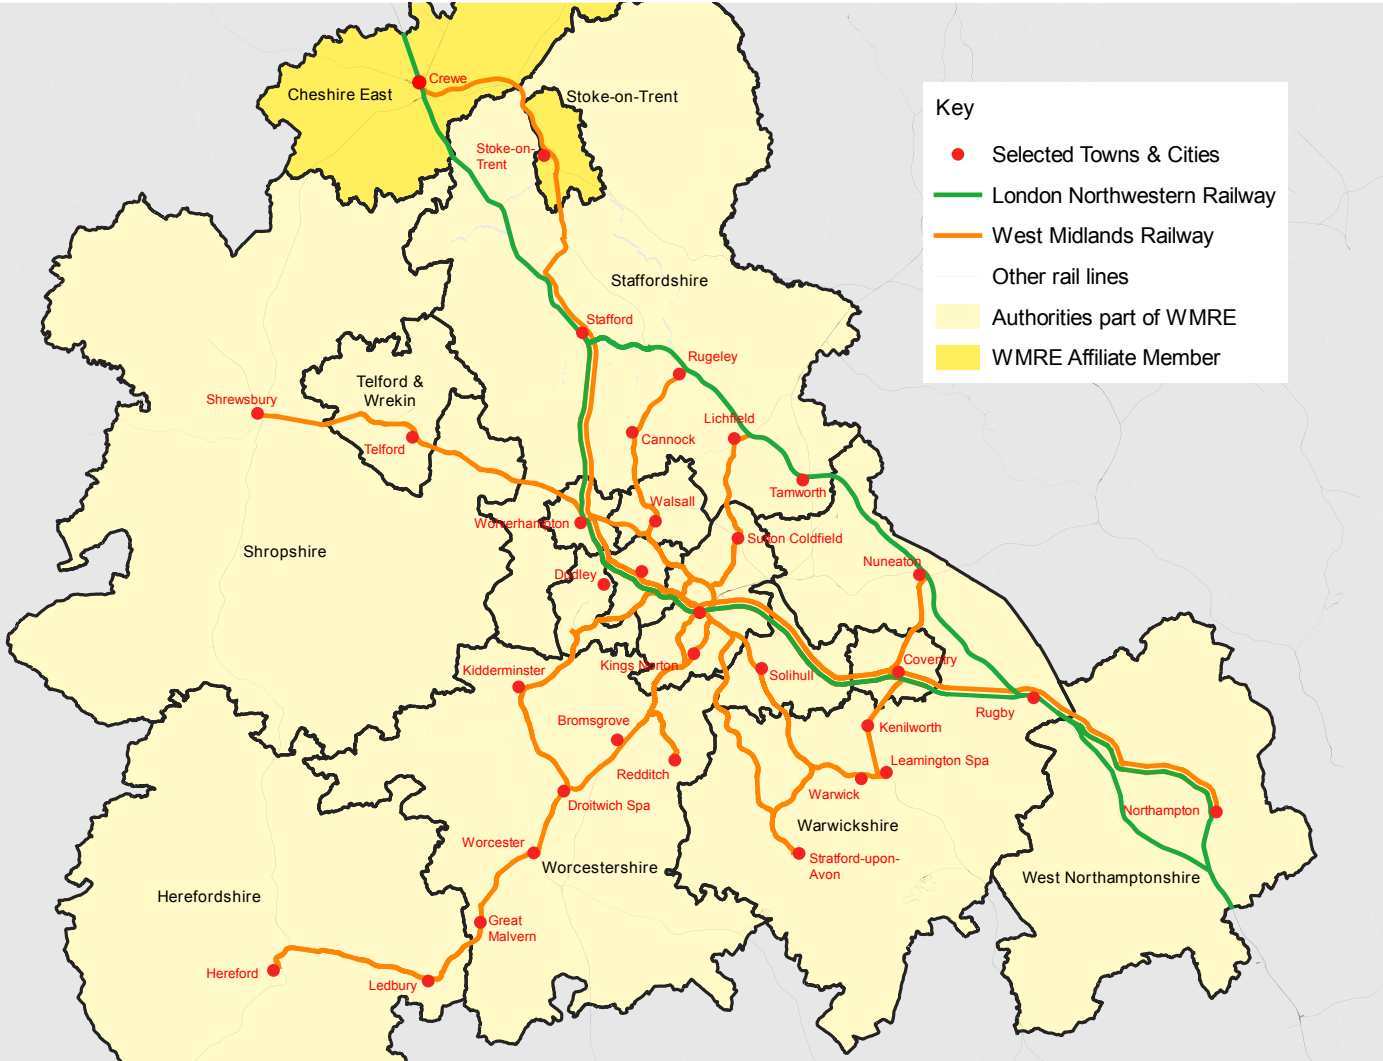 Crewe
Cheshire East
Stoke-on-Trent
Stoke-on-
Trent
Key
Selected Towns & Cities
London Northwestern Railway
West Midlands Railway
Other rail lines
Authorities part of WMRE
WMRE Affiliate Member
Staffordshire
Stafford
Rugeley
Telford &
Wrekin
Shrewsbury
Telford
Lichfield
Cannock
Tamworth
Walsall
Wolverhampton
Sutton Coldfield
Shropshire
Dudley
Nuneaton
Kidderminster
Kings Norton
Solihull
Coventry
Rugby
Bromsgrove
Kenilworth
Redditch
Leamington Spa
Warwick
Droitwich Spa
Northampton
Warwickshire
Worcester
Worcestershire
Stratford-upon-
Avon
West Northamptonshire
Herefordshire
Great
Malvern
Hereford
Ledbury